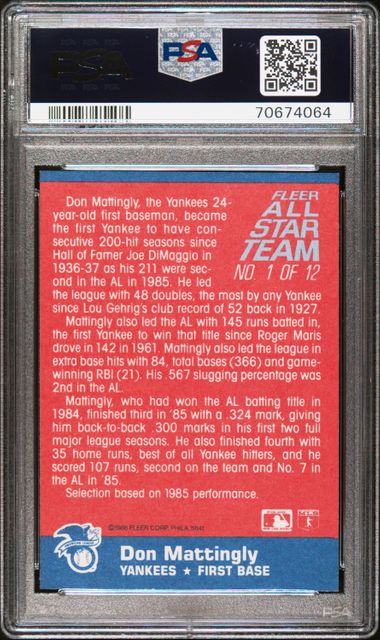 PSA
PSA
70674064
FLEER
ALL
STAR
TEAM
NO. 1 OF 12
Don Mattingly, the Yankees 24-
year-old first baseman, became
the first Yankee to have con-
secutive 200-hit seasons since
Hall of Famer Joe DiMaggio in
1936-37 as his 211 were sec-
ond in the AL in 1985. He led
the league with 48 doubles, the most by any Yankee
since Lou Gehrig's club record of 52 back in 1927.
Mattingly also led the AL with 145 runs batted in,
the first Yankee to win that title since Roger Maris
drove in 142 in 1961. Mattingly also led the league in
extra base hits with 84, total bases (366) and game-
winning RBI (21). His .567 slugging percentage was
2nd in the AL.
Mattingly, who had won the AL batting title in
1984, finished third in '85 with a .324 mark, giving
him back-to-back .300 marks in his first two full
major league seasons. He also finished fourth with
35 home runs, best of all Yankee hitters, and he
scored 107 runs, second on the team and No. 7 in
the AL in '85.
Selection based on 1985 performance.
©1986 FLEER CORP. PHILA. 19141
Don Mattingly
YANKEES ★ FIRST BASE
PSA